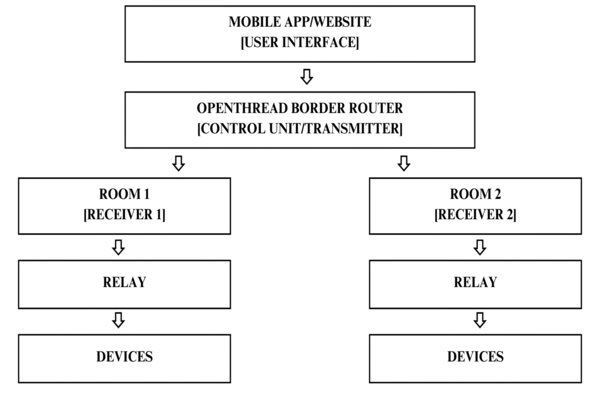 MOBILE APP/WEBSITE
[USER INTERFACE]
OPENTHREAD BORDER ROUTER
[CONTROL UNIT/TRANSMITTER]
ROOM 1
[RECEIVER 1]
ROOM 2
[RECEIVER 2]
RELAY
RELAY
DEVICES
DEVICES